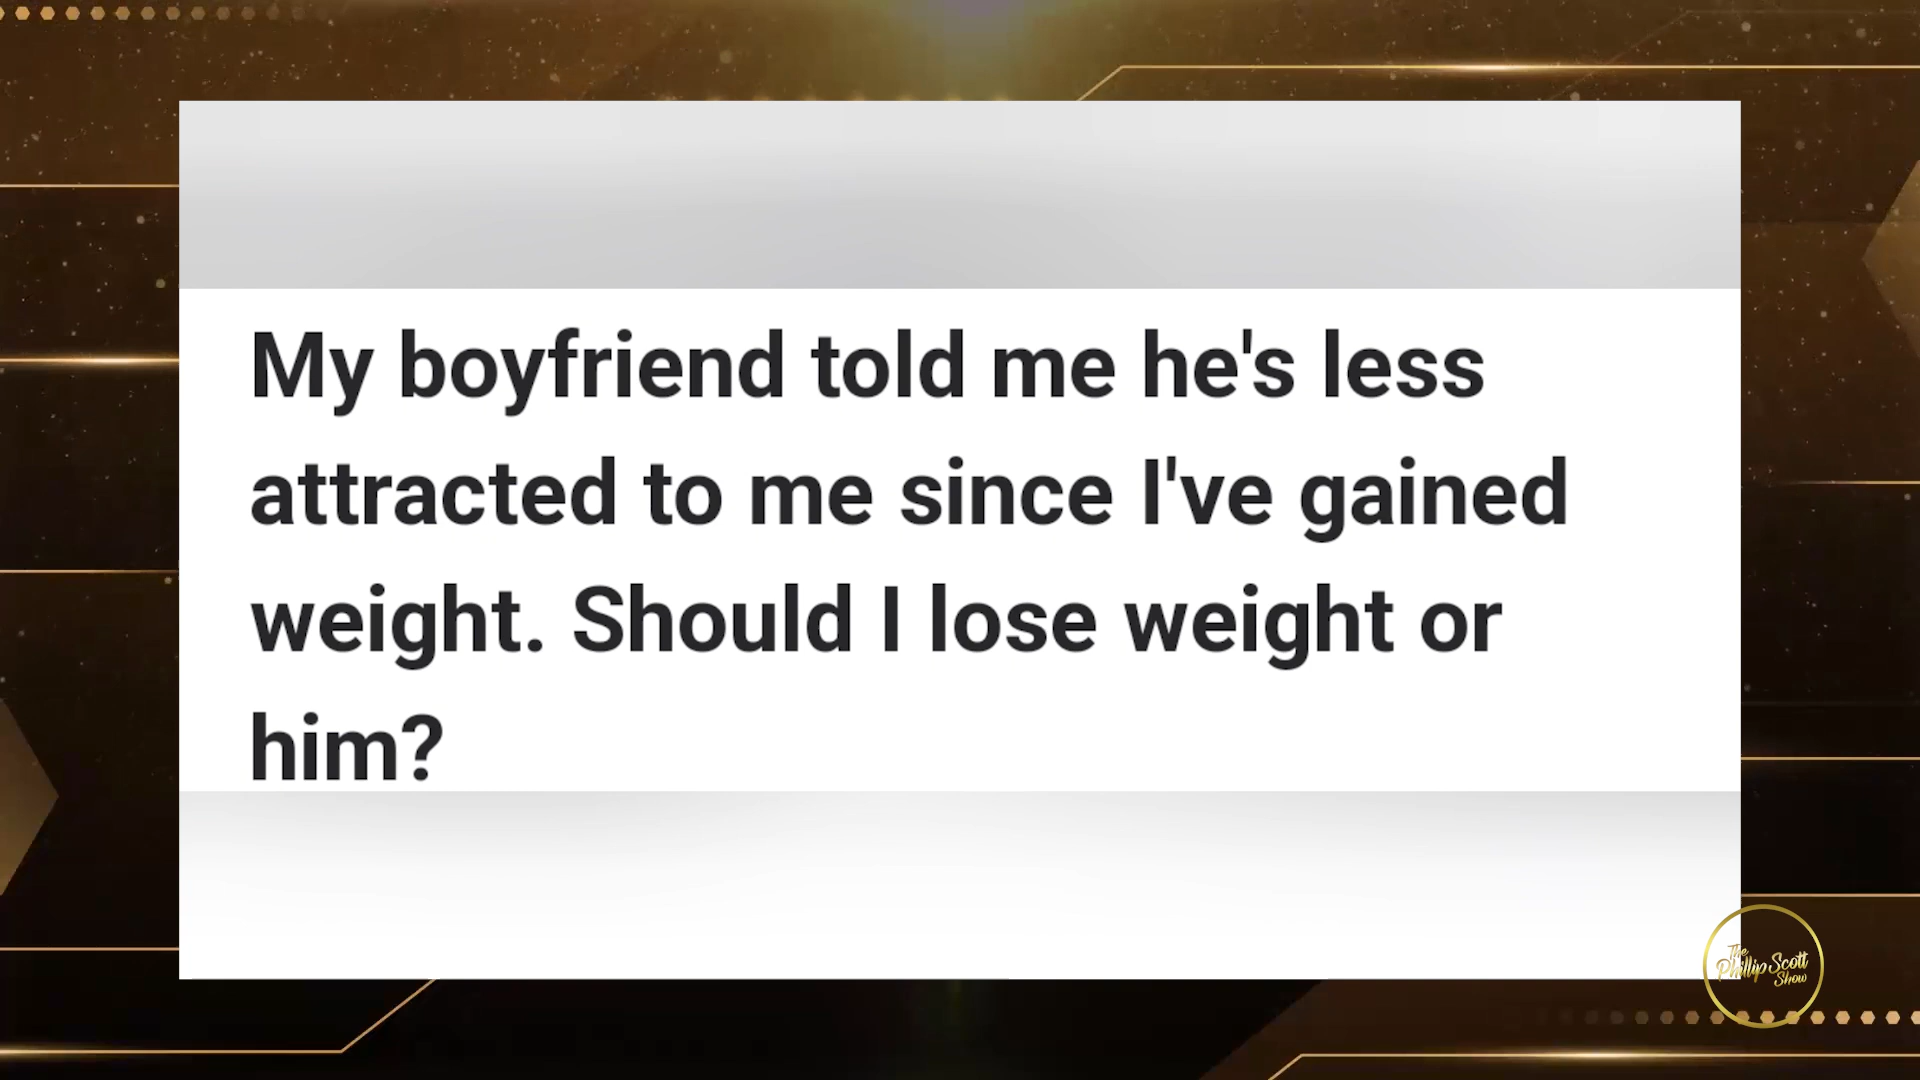 My boyfriend told me he's less
attracted to me since I've gained
weight. Should I lose weight or
him?
The
Phillip Scott
Show